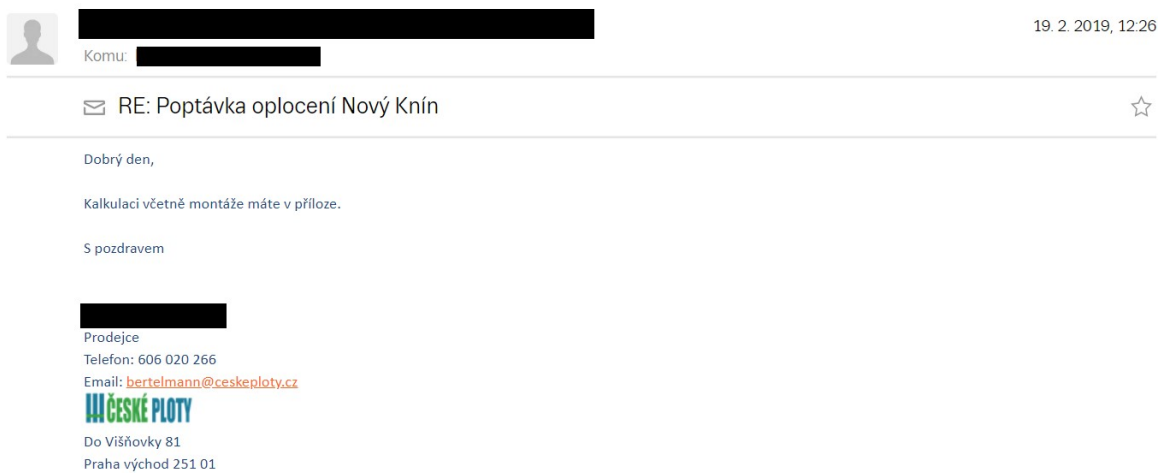 19. 2. 2019, 12:26
Komu:
RE: Poptávka oplocení Nový Knín
Dobrý den,
Kalkulaci včetně montáže máte v příloze.
S pozdravem
Prodejce
Telefon: 606 020 266
Email: bertelmann@ceskeploty.cz
ČESKÉ PLOTY
Do Višňovky 81
Praha východ 251 01